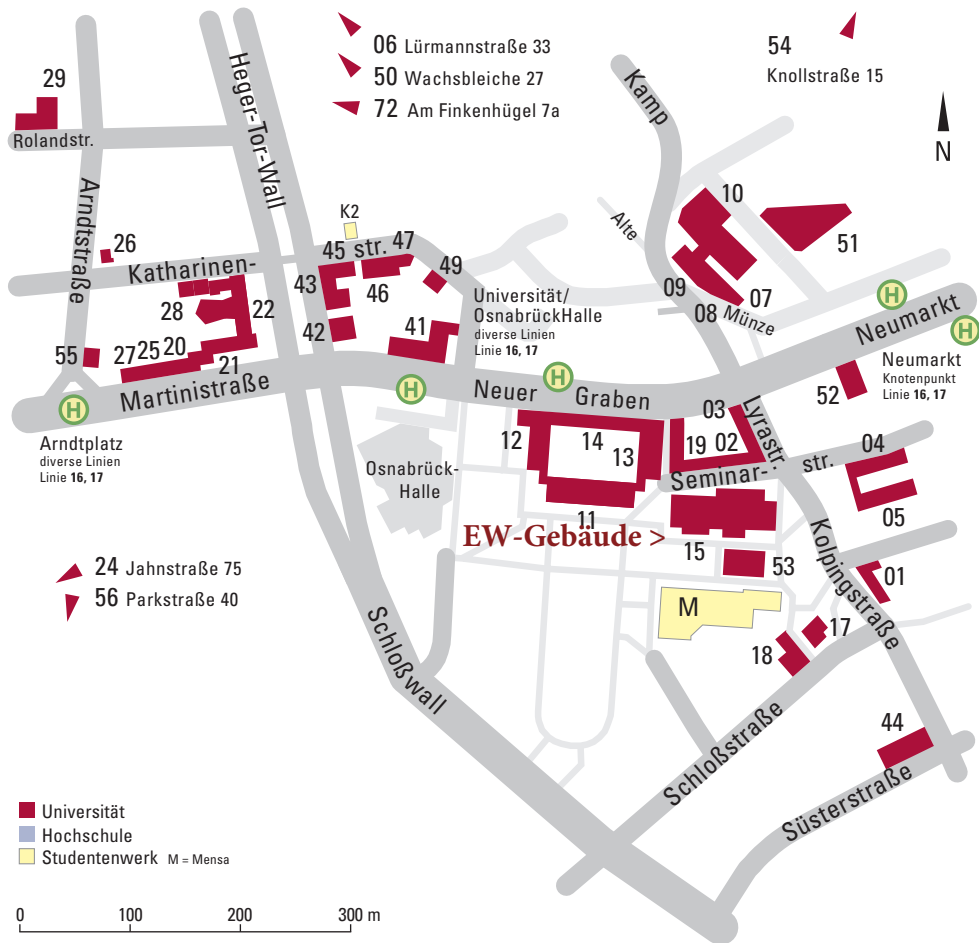 06 Lürmannstraße 33
50 Wachsbleiche 27
72 Am Finkenhügel 7a
54
Knollstraße 15
N
29
Rolandstr.
Heger-Tor-Wall
Kamp
Arndtstraße
26
K2
Katharinen-
45 str. 47
43
46
49
28
22
42
41
Universität/
OsnabrückHalle
diverse Linien
Linie 16, 17
10
Alte
51
09
07
08 Münze
Neumarkt
H
H
Neumarkt
Knotenpunkt
Linie 16, 17
55
27 25 20
21
Martinistraße
H
Arndtplatz
diverse Linien
Linie 16, 17
H
H
Neuer Graben
52
03
Lyrastr.
12
14
13
19 02
Seminar- str.
04
05
Osnabrück-
Halle
11
EW-Gebäude >
15
53
Kolpingstraße
01
M
17
18
24 Jahnstraße 75
56 Parkstraße 40
Schloßwall
Schloßstraße
44
Süsterstraße
Universität
Hochschule
Studentenwerk M = Mensa
0 100 200 300 m